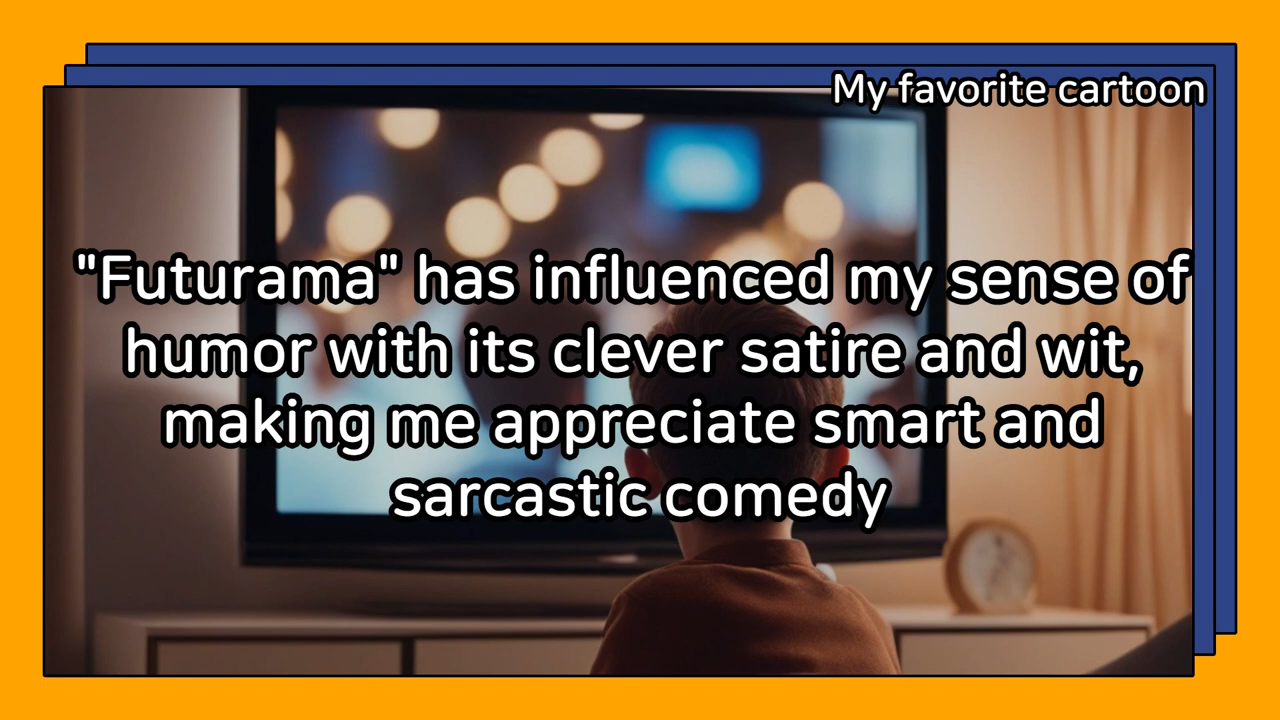 My favorite cartoon
"Futurama" has influenced my sense of
humor with its clever satire and wit,
making me appreciate smart and
sarcastic comedy